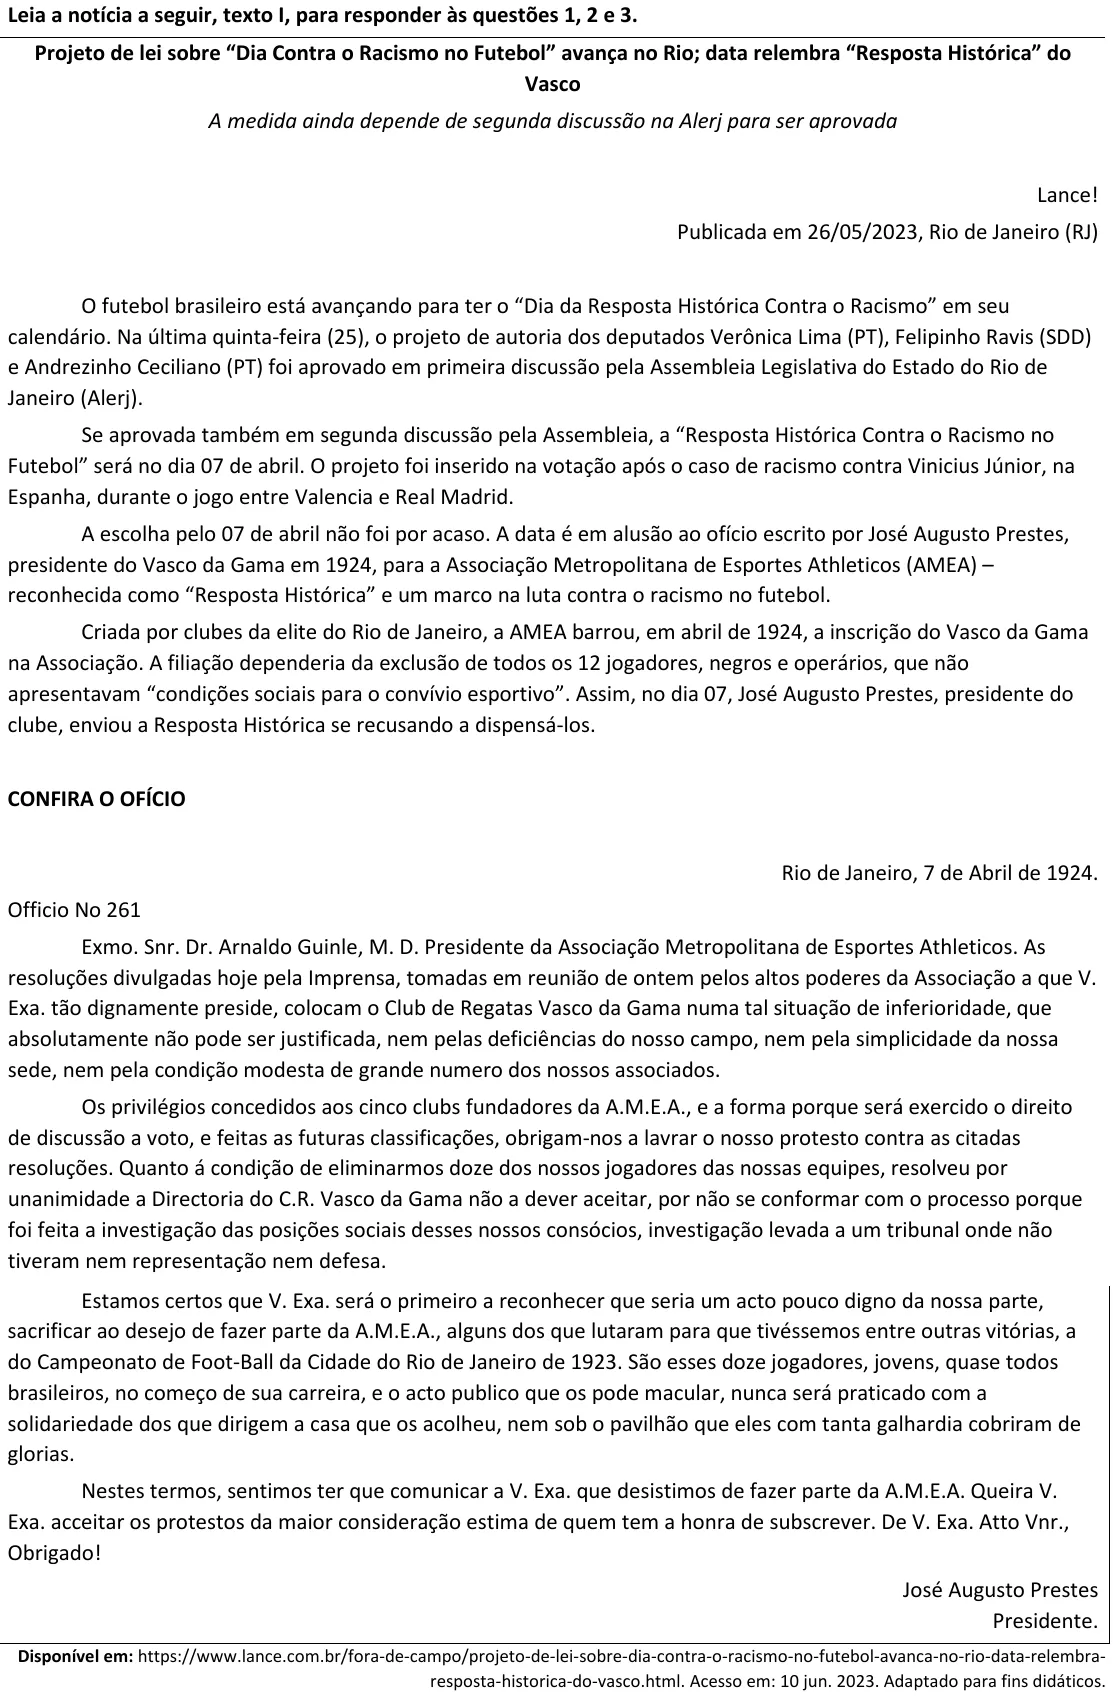 Leia a notícia a seguir, texto I, para responder às questões 1, 2 e 3.
Projeto de lei sobre “Dia Contra o Racismo no Futebol” avança no Rio; data relembra “Resposta Histórica” do
Vasco
A medida ainda depende de segunda discussão na Alerj para ser aprovada
Lance!
Publicada em 26/05/2023, Rio de Janeiro (RJ)
O futebol brasileiro está avançando para ter o “Dia da Resposta Histórica Contra o Racismo” em seu
calendário. Na última quinta-feira (25), o projeto de autoria dos deputados Verônica Lima (PT), Felipinho Ravis (SDD)
e Andrezinho Ceciliano (PT) foi aprovado em primeira discussão pela Assembleia Legislativa do Estado do Rio de
Janeiro (Alerj).
Se aprovada também em segunda discussão pela Assembleia, a “Resposta Histórica Contra o Racismo no
Futebol” será no dia 07 de abril. O projeto foi inserido na votação após o caso de racismo contra Vinicius Júnior, na
Espanha, durante o jogo entre Valencia e Real Madrid.
A escolha pelo 07 de abril não foi por acaso. A data é em alusão ao ofício escrito por José Augusto Prestes,
presidente do Vasco da Gama em 1924, para a Associação Metropolitana de Esportes Athleticos (AMEA) –
reconhecida como “Resposta Histórica” e um marco na luta contra o racismo no futebol.
Criada por clubes da elite do Rio de Janeiro, a AMEA barrou, em abril de 1924, a inscrição do Vasco da Gama
na Associação. A filiação dependeria da exclusão de todos os 12 jogadores, negros e operários, que não
apresentavam “condições sociais para o convívio esportivo”. Assim, no dia 07, José Augusto Prestes, presidente do
clube, enviou a Resposta Histórica se recusando a dispensá-los.
CONFIRA O OFÍCIO
Rio de Janeiro, 7 de Abril de 1924.
Officio No 261
Exmo. Snr. Dr. Arnaldo Guinle, M. D. Presidente da Associação Metropolitana de Esportes Athleticos. As
resoluções divulgadas hoje pela Imprensa, tomadas em reunião de ontem pelos altos poderes da Associação a que V.
Exa. tão dignamente preside, colocam o Club de Regatas Vasco da Gama numa tal situação de inferioridade, que
absolutamente não pode ser justificada, nem pelas deficiências do nosso campo, nem pela simplicidade da nossa
sede, nem pela condição modesta de grande numero dos nossos associados.
Os privilégios concedidos aos cinco clubs fundadores da A.M.E.A., e a forma porque será exercido o direito
de discussão a voto, e feitas as futuras classificações, obrigam-nos a lavrar o nosso protesto contra as citadas
resoluções. Quanto á condição de eliminarmos doze dos nossos jogadores das nossas equipes, resolveu por
unanimidade a Directoria do C.R. Vasco da Gama não a dever aceitar, por não se conformar com o processo porque
foi feita a investigação das posições sociais desses nossos consócios, investigação levada a um tribunal onde não
tiveram nem representação nem defesa.
Estamos certos que V. Exa. será o primeiro a reconhecer que seria um acto pouco digno da nossa parte,
sacrificar ao desejo de fazer parte da A.M.E.A., alguns dos que lutaram para que tivéssemos entre outras vitórias, a
do Campeonato de Foot-Ball da Cidade do Rio de Janeiro de 1923. São esses doze jogadores, jovens, quase todos
brasileiros, no começo de sua carreira, e o acto publico que os pode macular, nunca será praticado com a
solidariedade dos que dirigem a casa que os acolheu, nem sob o pavilhão que eles com tanta galhardia cobriram de
glorias.
Nestes termos, sentimos ter que comunicar a V. Exa. que desistimos de fazer parte da A.M.E.A. Queira V.
Exa. acceitar os protestos da maior consideração estima de quem tem a honra de subscrever. De V. Exa. Atto Vnr.,
Obrigado!
José Augusto Prestes
Presidente.
Disponível em: https://www.lance.com.br/fora-de-campo/projeto-de-lei-sobre-dia-contra-o-racismo-no-futebol-avanca-no-rio-data-relembra-
resposta-historica-do-vasco.html. Acesso em: 10 jun. 2023. Adaptado para fins didáticos.